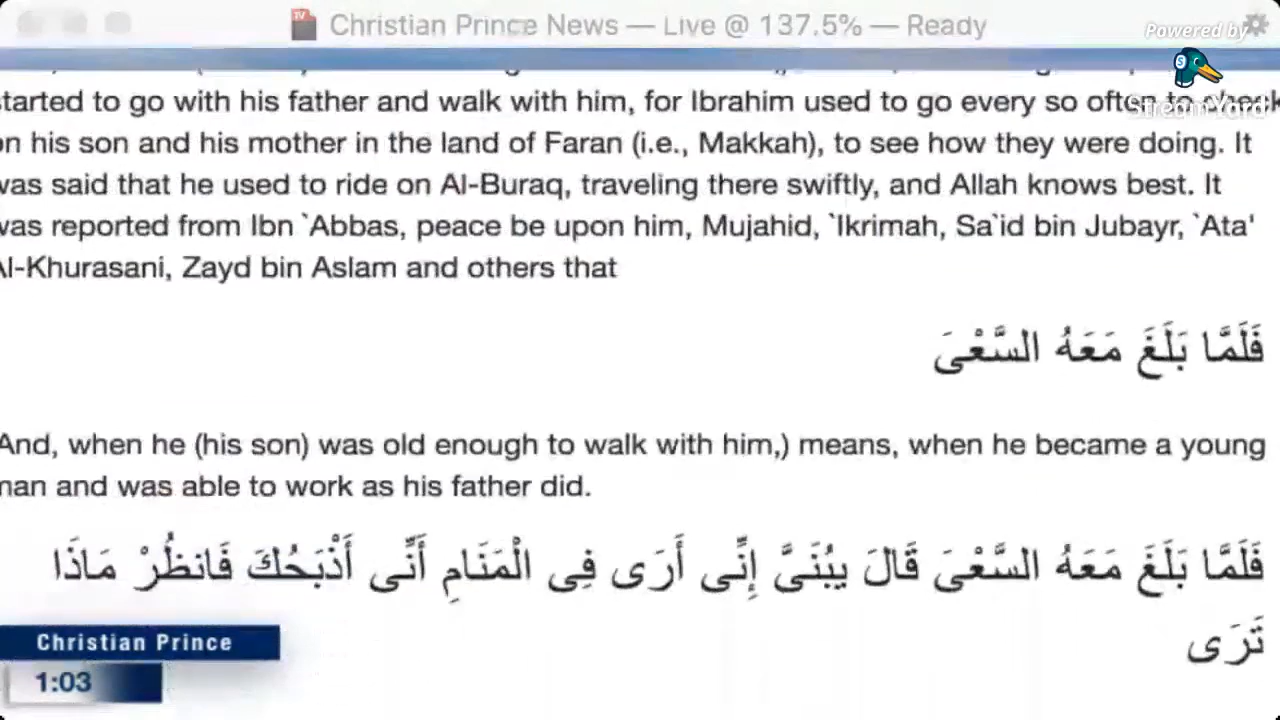 Christian Prince News — Live @ 137.5% — Ready
Powered by
StreamYard
started to go with his father and walk with him, for Ibrahim used to go every so often to check
on his son and his mother in the land of Faran (i.e., Makkah), to see how they were doing. It
was said that he used to ride on Al-Buraq, traveling there swiftly, and Allah knows best. It
was reported from Ibn `Abbas, peace be upon him, Mujahid, `Ikrimah, Sa`id bin Jubayr, `Ata'
Al-Khurasani, Zayd bin Aslam and others that
فَلَمَّا بَلَغَ مَعَهُ السَّعْىَ
And, when he (his son) was old enough to walk with him,) means, when he became a young
man and was able to work as his father did.
فَلَمَّا بَلَغَ مَعَهُ السَّعْىَ قَالَ يبُنَىَّ إِنِّى أَرَى فِى الْمَنَامِ أَنِّى أَذْبَحُكَ فَانظُرْ مَاذَا
تَرَى
Christian Prince
1:03